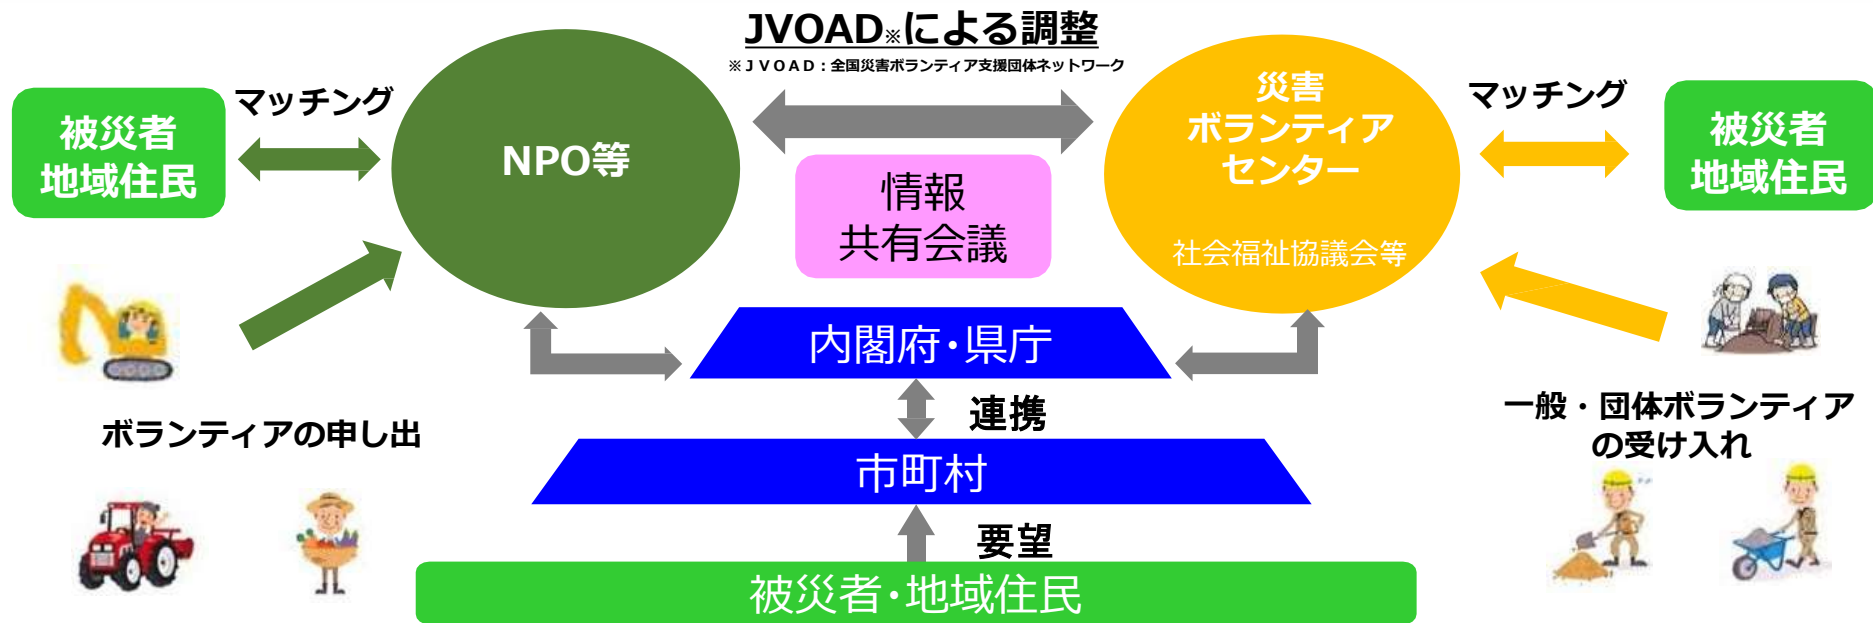 JVOAD※による調整
※JVOAD：全国災害ボランティア支援団体ネットワーク
被災者
地域住民
マッチング
NPO等
情報
共有会議
災害
ボランティア
センター
社会福祉協議会等
マッチング
被災者
地域住民
内閣府・県庁
連携
ボランティアの申し出
一般・団体ボランティア
の受け入れ
市町村
要望
被災者・地域住民